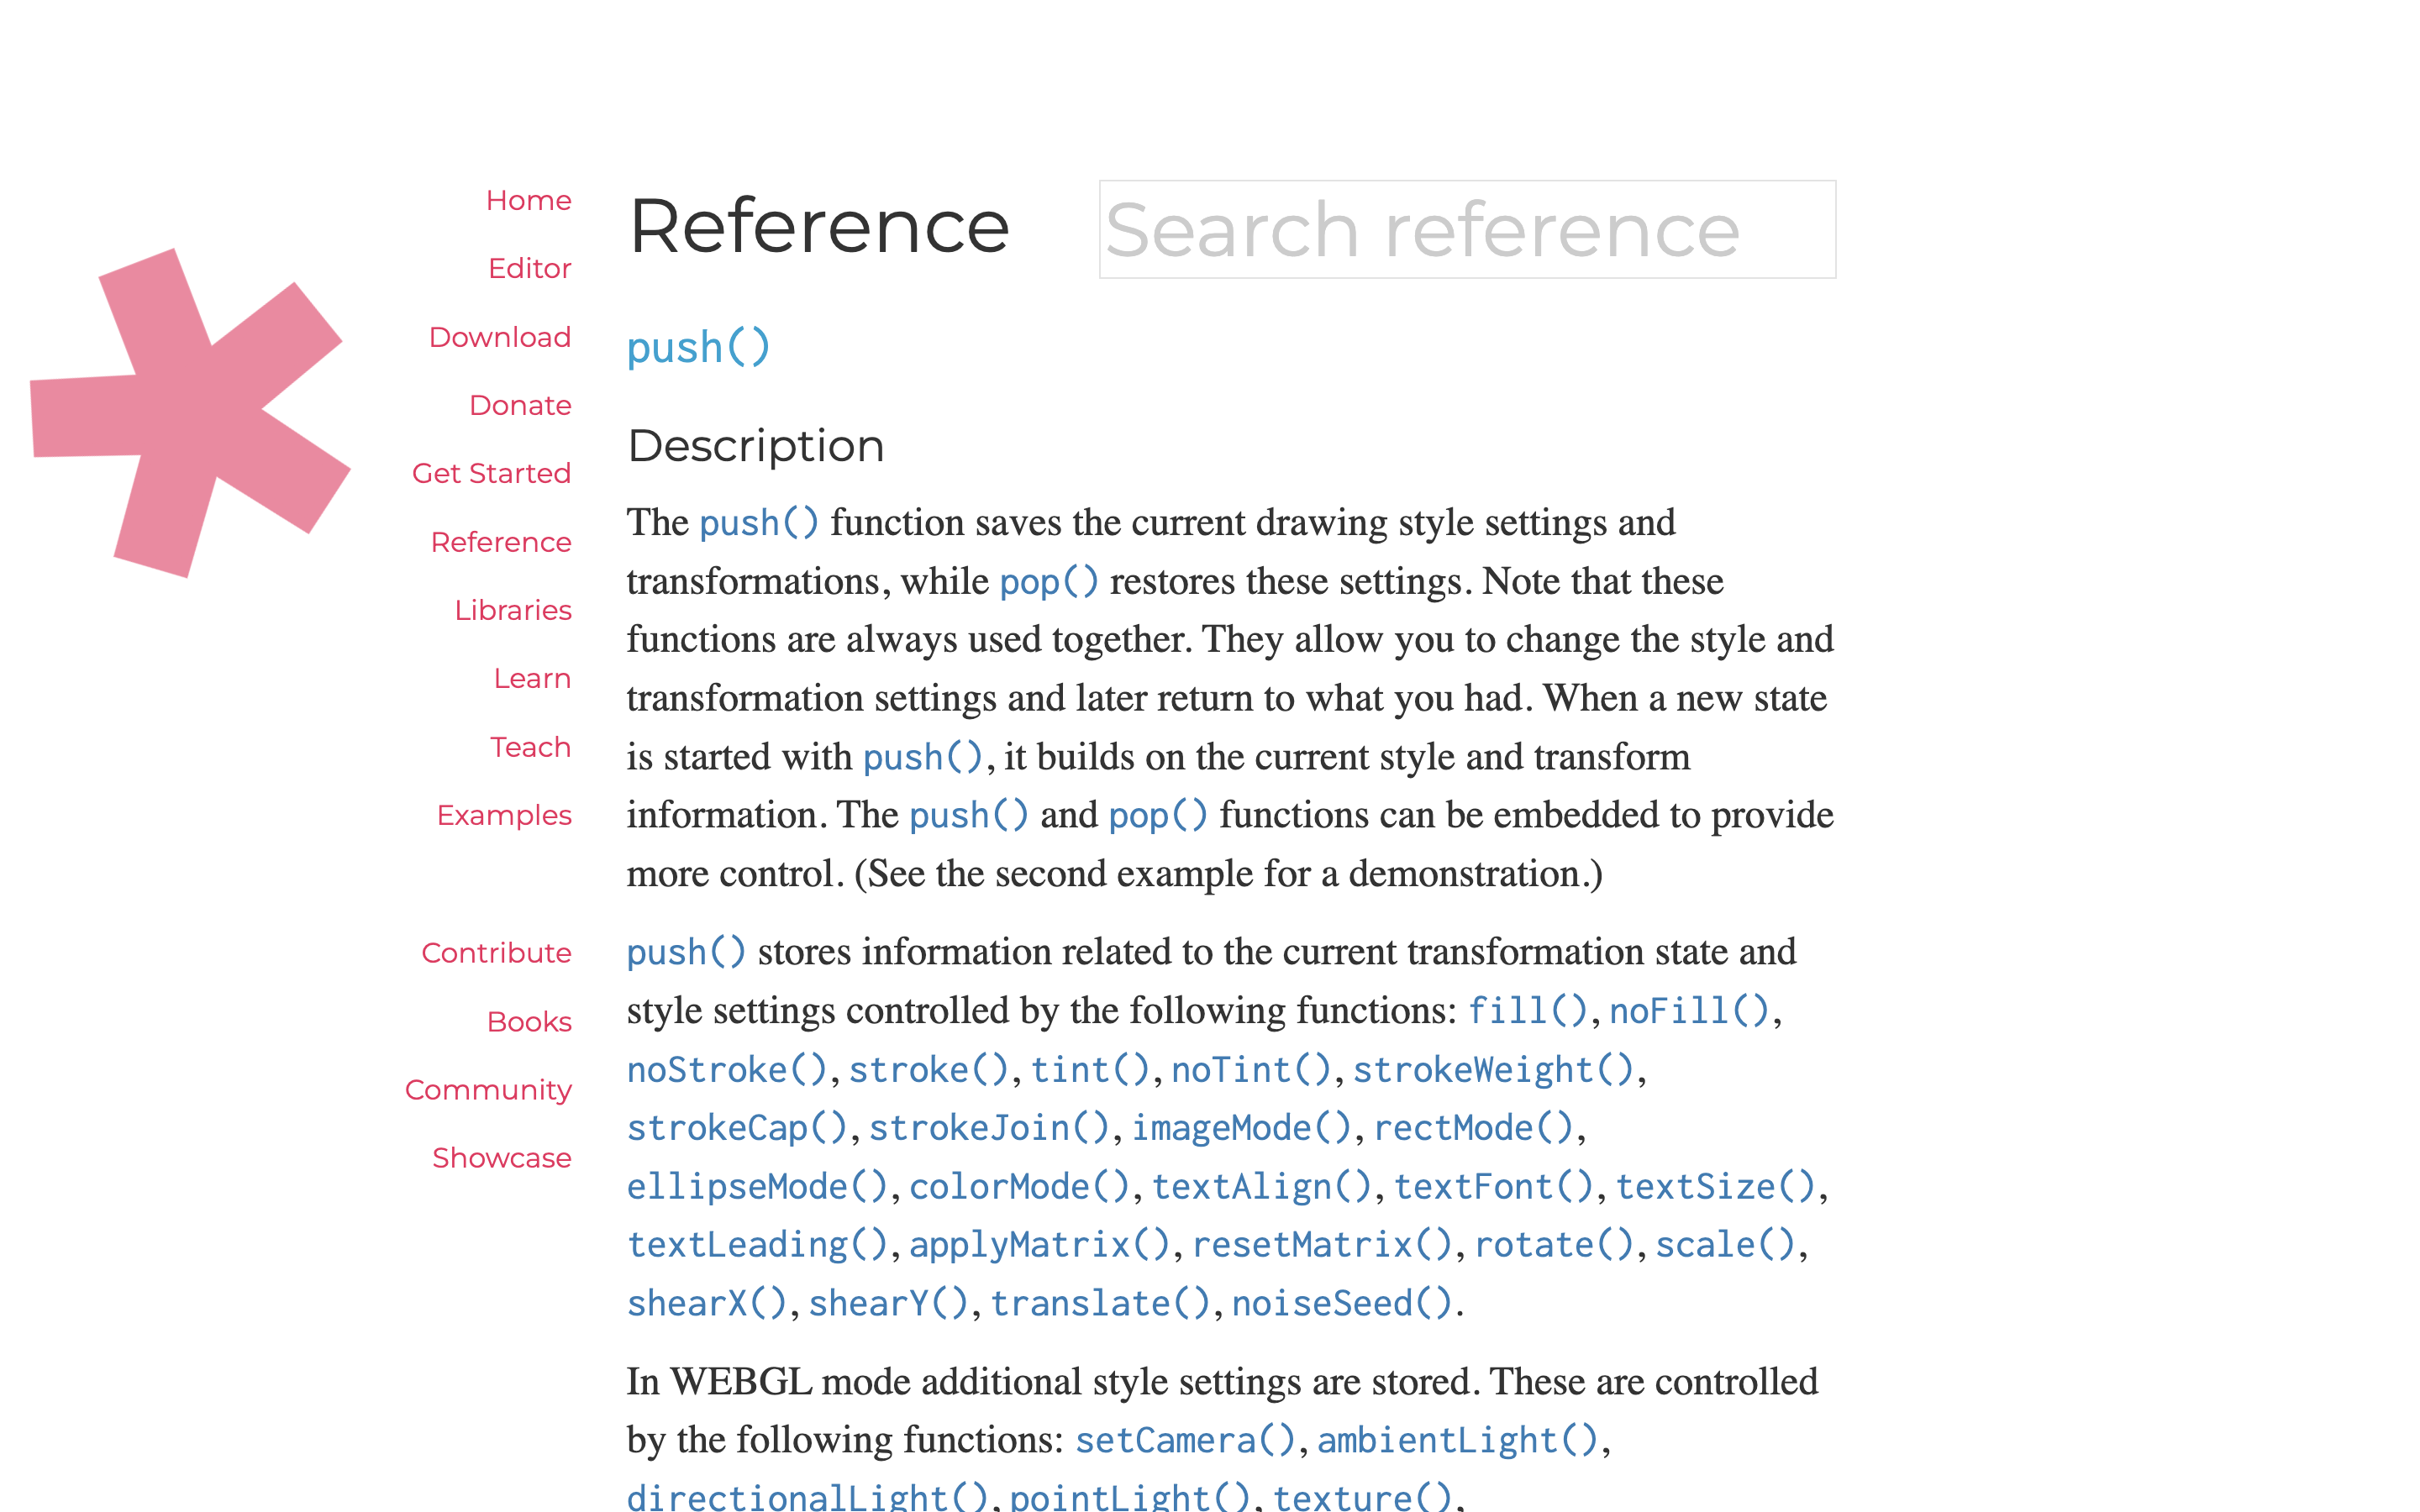 Home
Editor
Download
Donate
Get Started
Reference
Libraries
Learn
Teach
Examples
Contribute
Books
Community
Showcase
Reference
Search reference
push()
Description
The push() function saves the current drawing style settings and
transformations, while pop() restores these settings. Note that these
functions are always used together. They allow you to change the style and
transformation settings and later return to what you had. When a new state
is started with push(), it builds on the current style and transform
information. The push() and pop() functions can be embedded to provide
more control. (See the second example for a demonstration.)
push() stores information related to the current transformation state and
style settings controlled by the following functions: fill(), noFill(),
noStroke(), stroke(), tint(), noTint(), strokeWeight(),
strokeCap(), strokeJoin(), imageMode(), rectMode(),
ellipseMode(), colorMode(), textAlign(), textFont(), textSize(),
textLeading(), applyMatrix(), resetMatrix(), rotate(), scale(),
shearX(), shearY(), translate(), noiseSeed().
In WEBGL mode additional style settings are stored. These are controlled
by the following functions: setCamera(), ambientLight(),
directionalLight(), pointLight(), texture(),